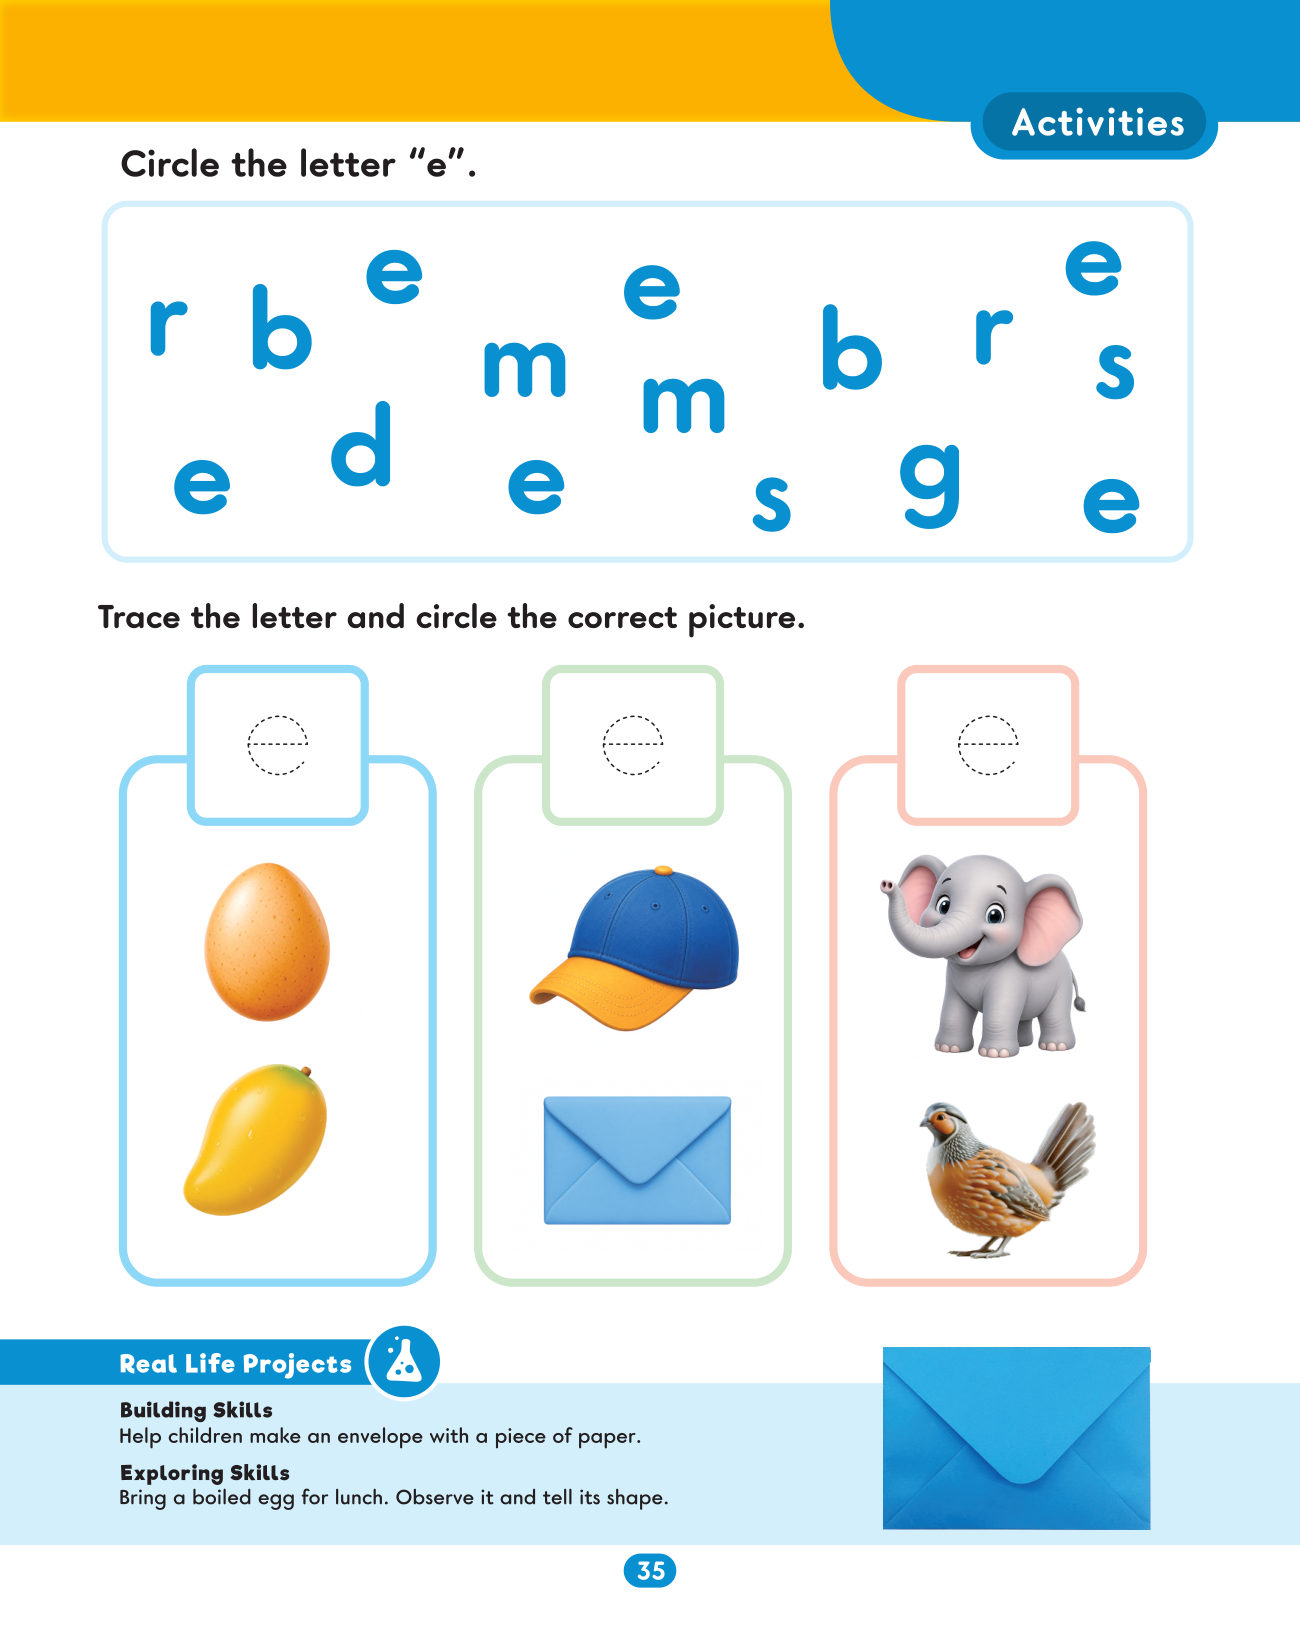 Activities
Circle the letter “e”.
e e e
r b m m b r s
e d e s g e
Trace the letter and circle the correct picture.
e e e
Real Life Projects
Building Skills
Help children make an envelope with a piece of paper.
Exploring Skills
Bring a boiled egg for lunch. Observe it and tell its shape.
35